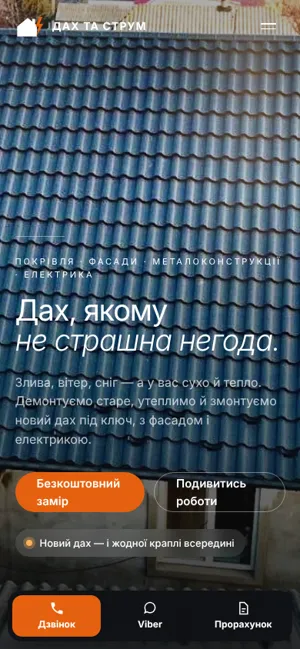 ДАХ ТА СТРУМ
ПОКРІВЛЯ · ФАСАДИ · МЕТАЛОКОНСТРУКЦІЇ
· ЕЛЕКТРИКА
Дах, якому
не страшна негода.
Злива, вітер, сніг — а у вас сухо й тепло.
Демонтуємо старе, утеплимо й змонтуємо
новий дах під ключ, з фасадом і
електрикою.
Безкоштовний
замір
Подивитись
роботи
Новий дах — і жодної краплі всередині
Дзвінок
Viber
Прорахунок